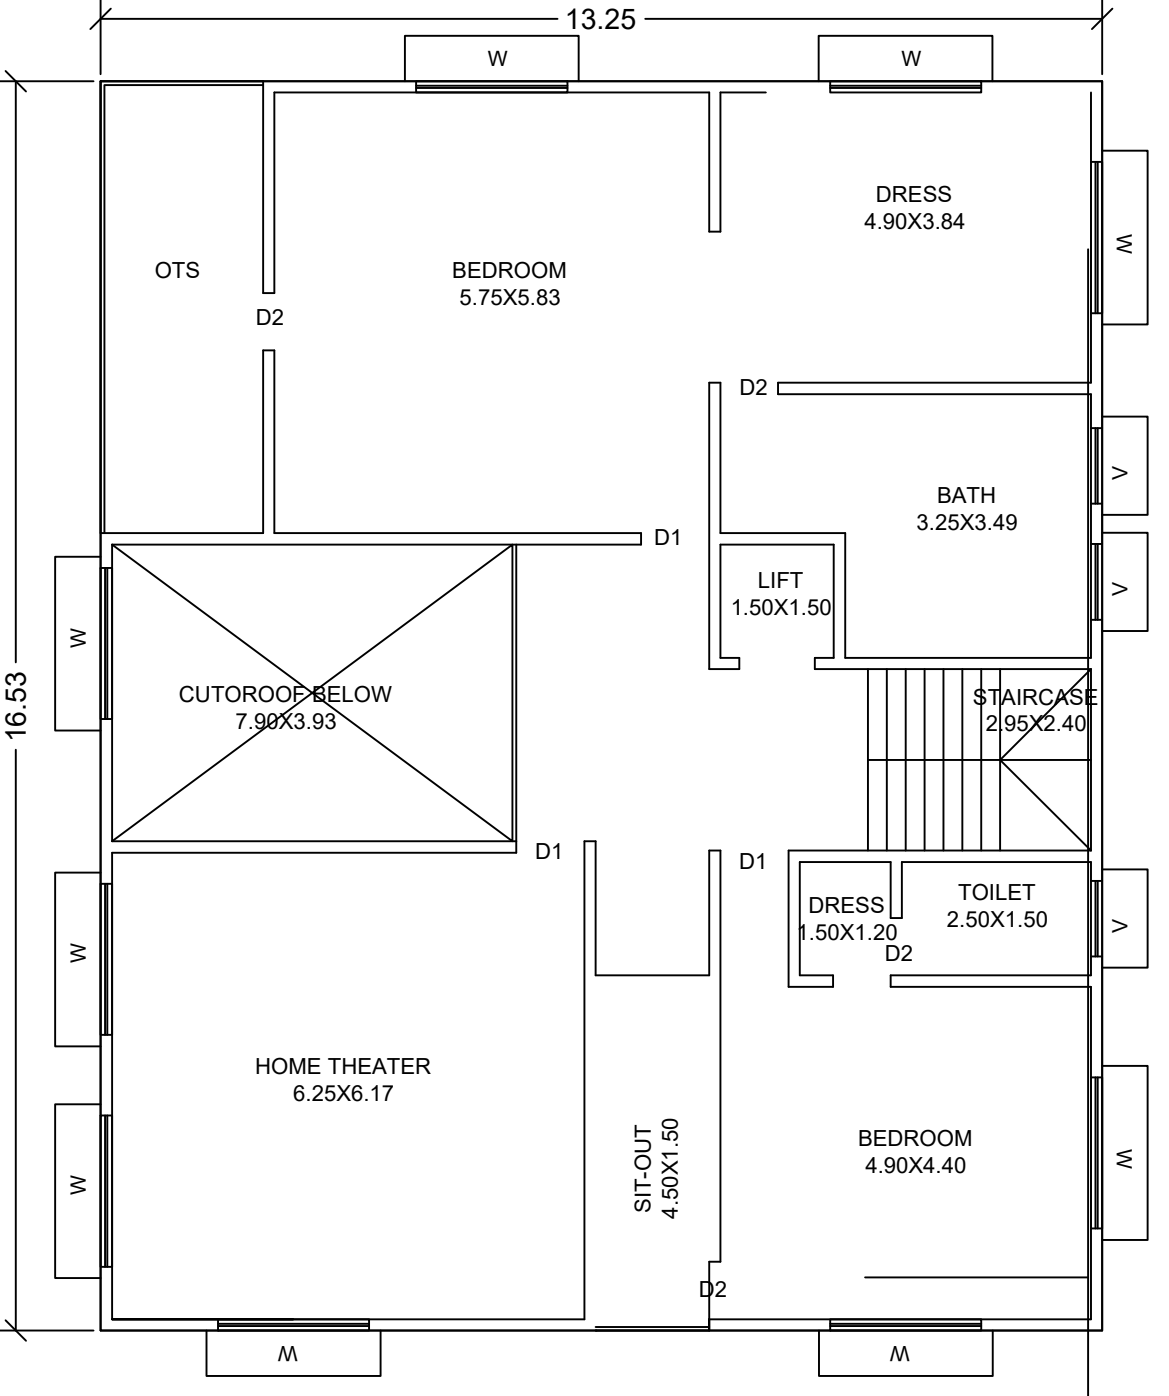 13.25
W
W
DRESS
4.90X3.84
W
OTS
BEDROOM
5.75X5.83
D2
D2
V
BATH
3.25X3.49
D1
LIFT
1.50X1.50
V
W
CUTOROOF BELOW
7.90X3.93
STAIRCASE
2.95X2.40
16.53
D1
D1
DRESS
1.50X1.20
TOILET
2.50X1.50
V
D2
W
HOME THEATER
6.25X6.17
SIT-OUT
4.50X1.50
BEDROOM
4.90X4.40
W
W
D2
W
W